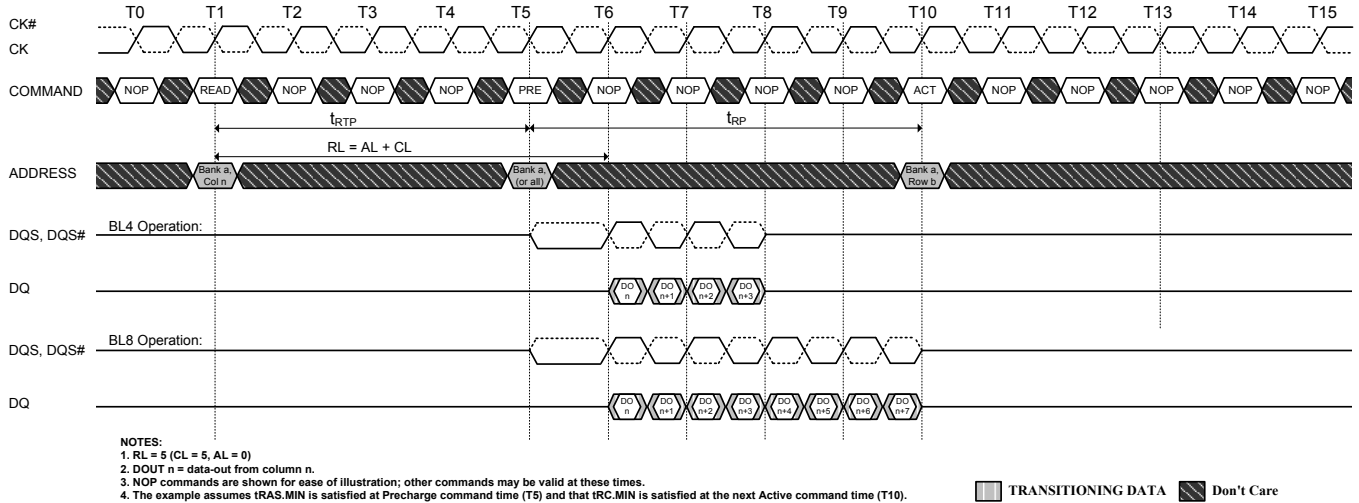 T0 T1 T2 T3 T4 T5 T6 T7 T8 T9 T10 T11 T12 T13 T14 T15
CK#
CK
COMMAND NOP READ NOP NOP NOP PRE NOP NOP NOP NOP ACT NOP NOP NOP NOP NOP
tRTP tRP
RL = AL + CL
ADDRESS
Bank a, Bank a, Bank a,
Col n (or all) Row b
BL4 Operation:
DQS, DQS#
DQ
DO DO DO DO
n n+1 n+2 n+3
BL8 Operation:
DQS, DQS#
DQ
DO DO DO DO DO DO DO DO
n n+1 n+2 n+3 n+4 n+5 n+6 n+7
NOTES:
1. RL = 5 (CL = 5, AL = 0)
2. DOUT n = data-out from column n.
3. NOP commands are shown for ease of illustration; other commands may be valid at these times.
4. The example assumes tRAS.MIN is satisfied at Precharge command time (T5) and that tRC.MIN is satisfied at the next Active command time (T10).
TRANSITIONING DATA Don't Care